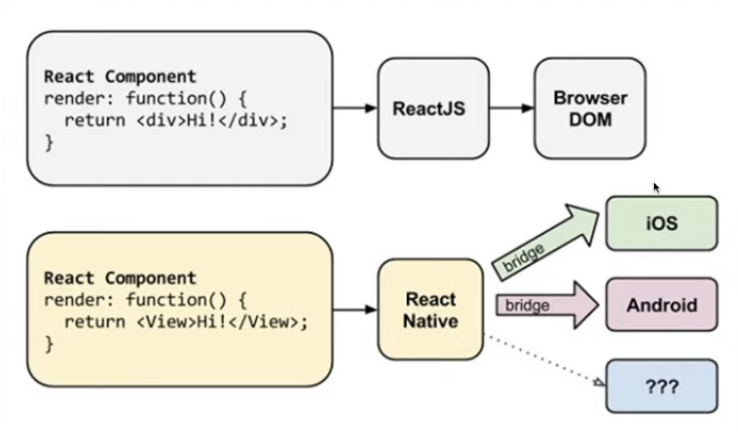 React Component
render: function() {
  return <div>Hi!</div>;
}
ReactJS
Browser
DOM
React Component
render: function() {
  return <View>Hi!</View>;
}
React
Native
bridge
iOS
bridge
Android
???